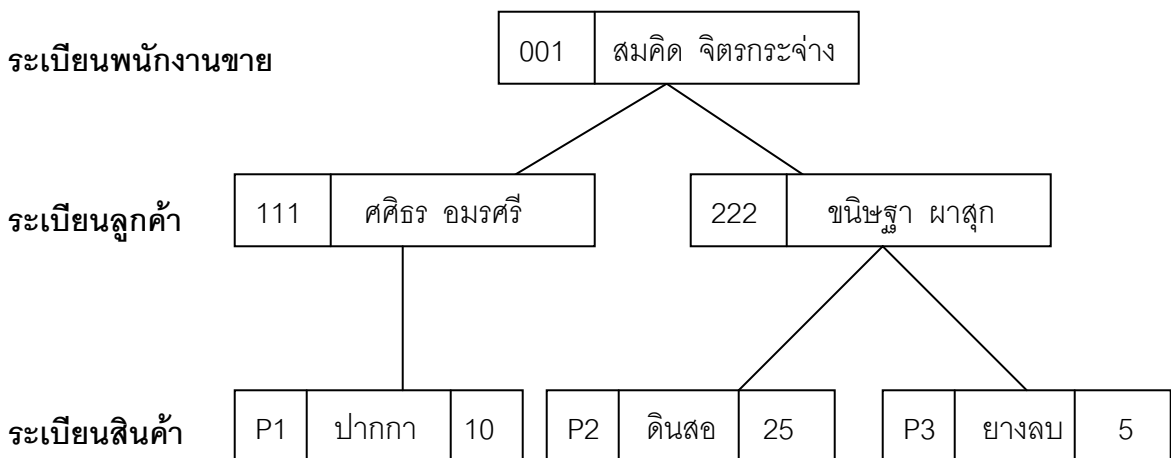 ระเบียนพนักงานขาย 001 สมคิด จิตรกระจ่าง
ระเบียนลูกค้า 111 ศศิธร อมรศรี 222 ขนิษฐา ผาสุก
ระเบียนสินค้า P1 ปากกา 10 P2 ดินสอ 25 P3 ยางลบ 5